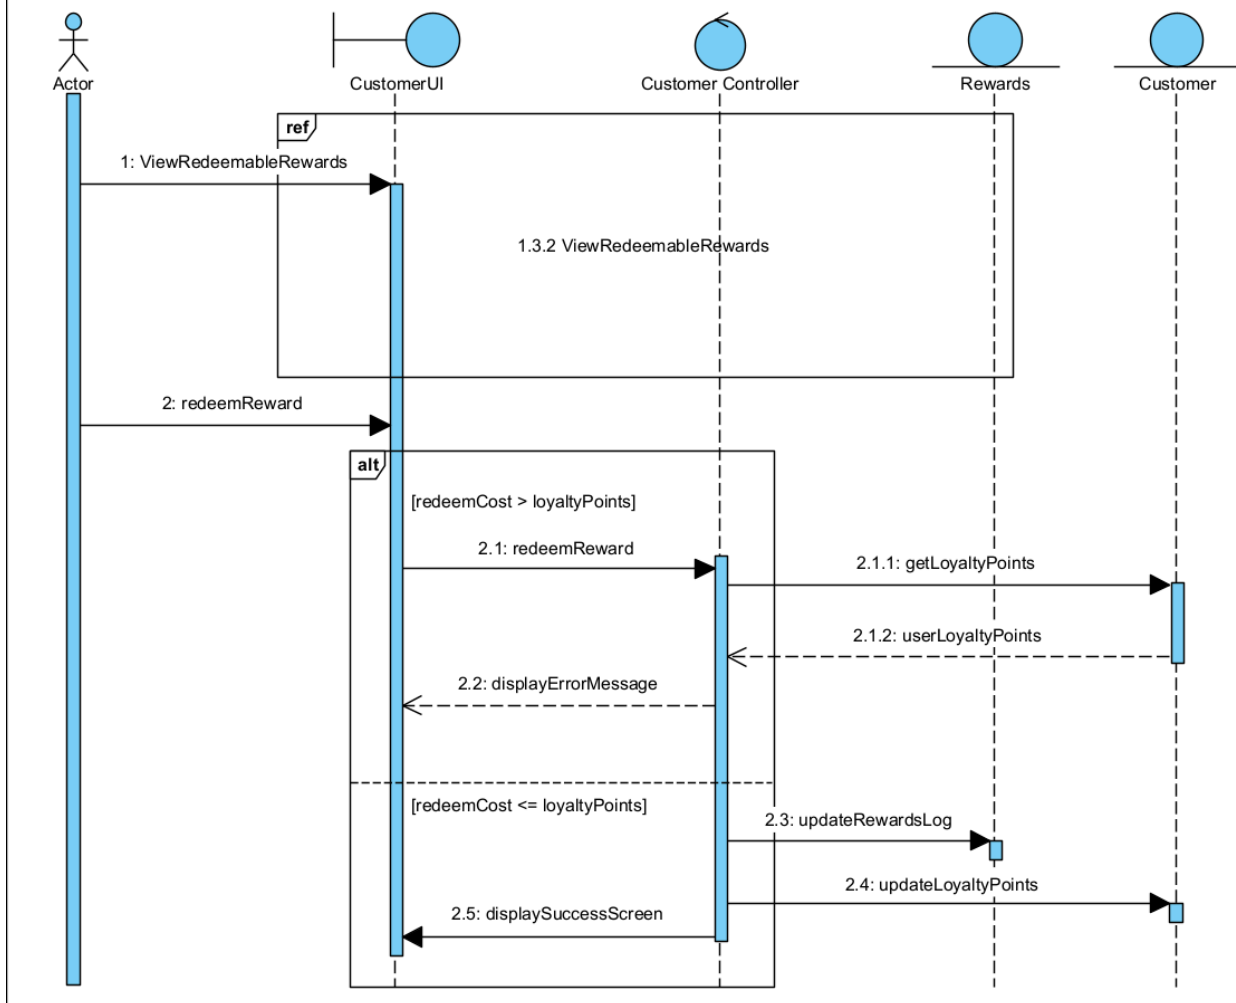 Actor
CustomerUI
Customer Controller
Rewards
Customer
ref
1: ViewRedeemableRewards
1.3.2 ViewRedeemableRewards
2: redeemReward
alt
[redeemCost > loyaltyPoints]
2.1: redeemReward
2.1.1: getLoyaltyPoints
2.1.2: userLoyaltyPoints
2.2: displayErrorMessage
[redeemCost <= loyaltyPoints]
2.3: updateRewardsLog
2.4: updateLoyaltyPoints
2.5: displaySuccessScreen